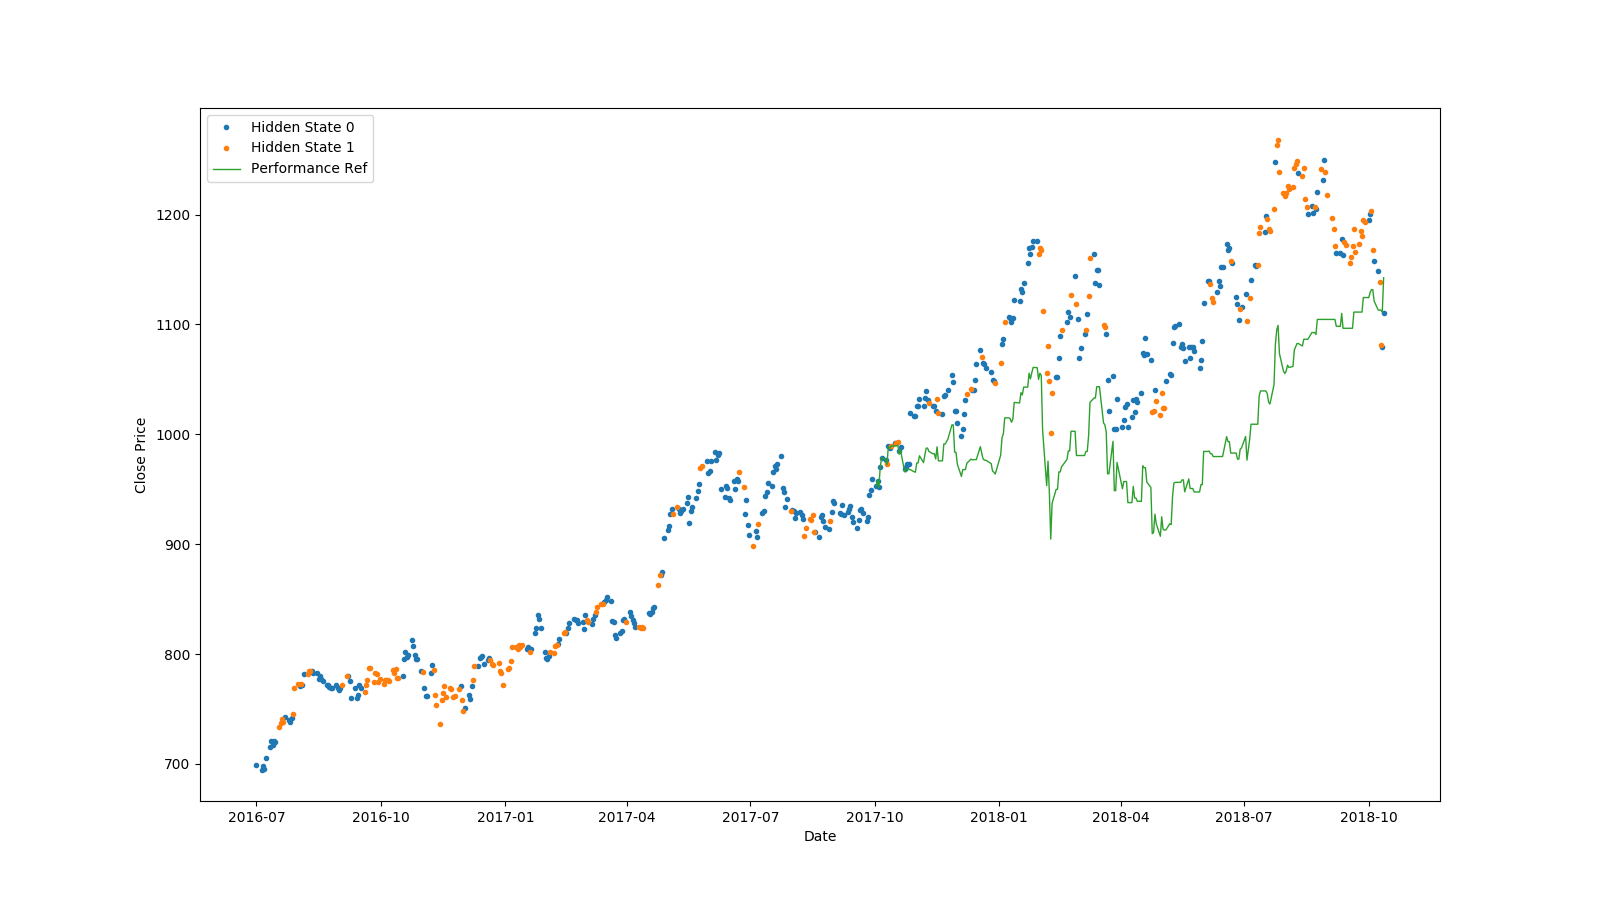 Hidden State 0
Hidden State 1
Performance Ref
1200
1100
1000
900
800
700
Close Price
2016-07 2016-10 2017-01 2017-04 2017-07 2017-10 2018-01 2018-04 2018-07 2018-10
Date